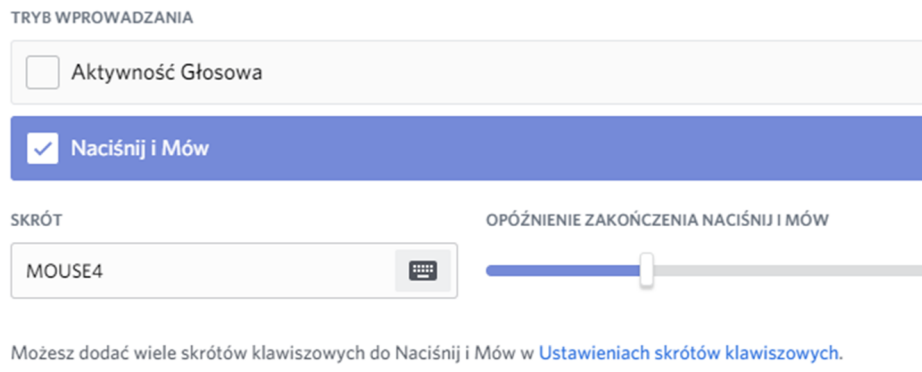 TRYB WPROWADZANIA
Aktywność Głosowa
Naciśnij i Mów
SKRÓT
OPÓŹNIENIE ZAKOŃCZENIA NACIŚNIJ I MÓW
MOUSE4
Możesz dodać wiele skrótów klawiszowych do Naciśnij i Mów w Ustawieniach skrótów klawiszowych.